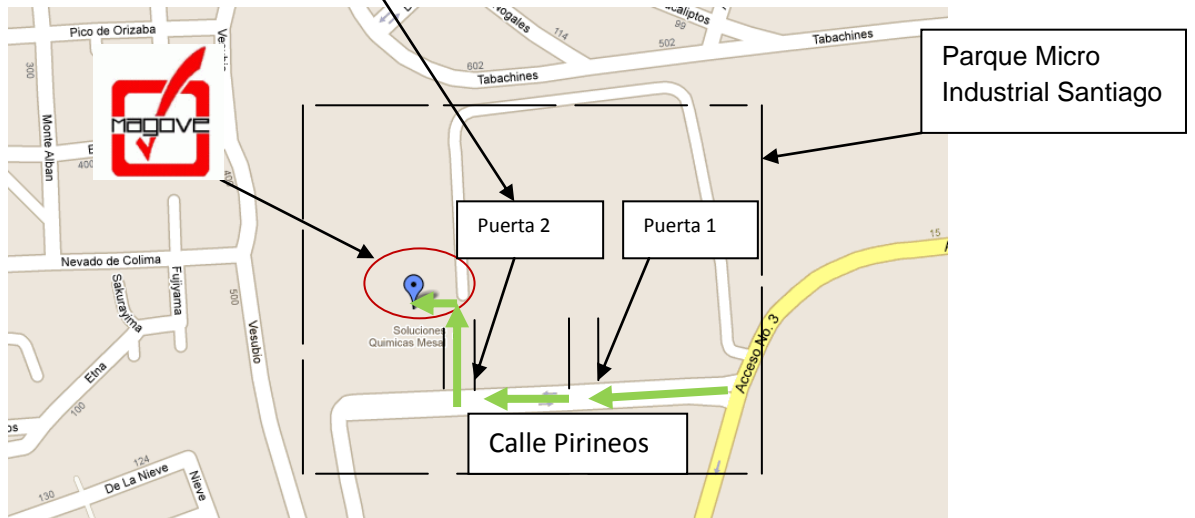 Pico de Orizaba
Nogales
99
114
502
Tabachines
602
Tabachines
Parque Micro
Industrial Santiago
300
magove
Monte Alban
400
400
Puerta 2
Puerta 1
15
Nevado de Colima
Sakurayima
Fujiyama
500
Vesubio
Soluciones
Quimicas Mesal
Acceso No. 3
Etna
100
Calle Pirineos
124
De La Nieve
Nieve
130